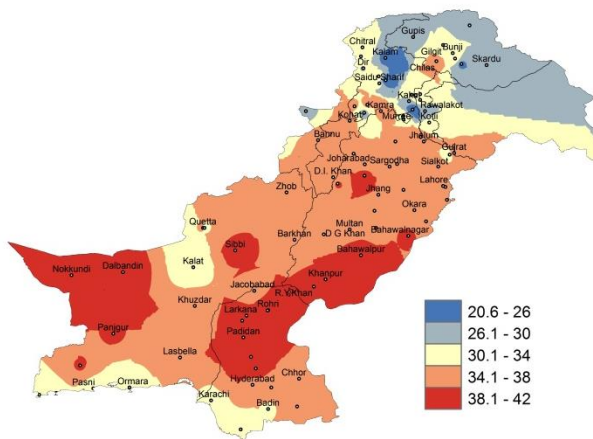 Gupis
Chitral
Kalam
Gilgit
Bunji
Dir
Chilas
Skardu
Saidu Sharif
Kakul
Kamra
Rawalakot
Kohat
Murree
Kotli
Bannu
Jhelum
Gujrat
Joharabad
Sargodha
Sialkot
D.I. Khan
Zhob
Jhang
Lahore
Okara
Quetta
Multan
Sibbi
Barkhan
D G Khan
Bahawalnagar
Kalat
Bahawalpur
Nokkundi
Dalbandin
Khanpur
Jacobabad
R.Y.Khan
Khuzdar
Larkana
Rohri
Panjgur
Padidan
Lasbella
Pasni
Ormara
Hyderabad
Chhor
Karachi
Badin
20.6 - 26
26.1 - 30
30.1 - 34
34.1 - 38
38.1 - 42